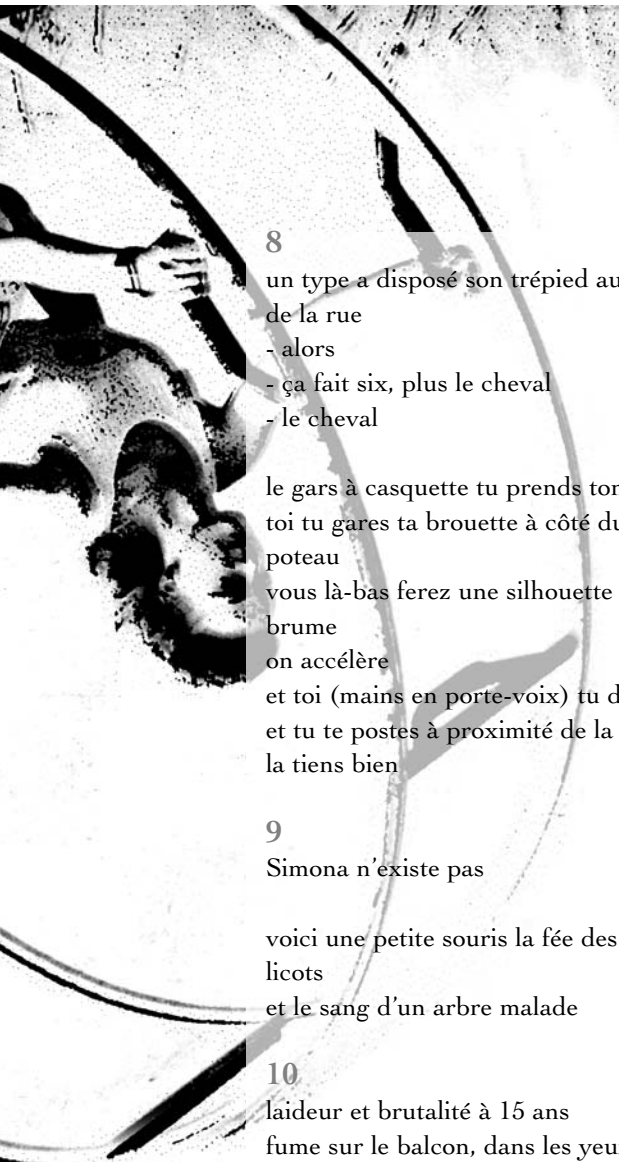 8
un type a disposé son trépied au
de la rue
- alors
- ça fait six, plus le cheval
- le cheval
le gars à casquette tu prends
toi tu gares ta brouette à côté
poteau
vous là-bas ferez une silhouette
brume
on accélère
et toi (mains en porte-voix) tu
et tu te postes à proximité de la
la tiens bien
9
Simona n’existe pas
voici une petite souris la fée des
licots
et le sang d’un arbre malade
10
laideur et brutalité à 15 ans
fume sur le balcon, dans les